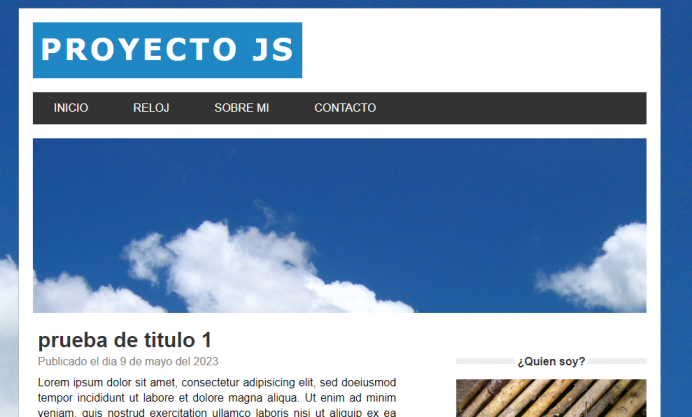 PROYECTO JS
INICIO RELOJ SOBRE MI CONTACTO
prueba de titulo 1
Publicado el dia 9 de mayo del 2023
¿Quien soy?
Lorem ipsum dolor sit amet, consectetur adipisicing elit, sed doeiusmod
tempor incididunt ut labore et dolore magna aliqua. Ut enim ad minim
veniam, quis nostrud exercitation ullamco laboris nisi ut aliquip ex ea